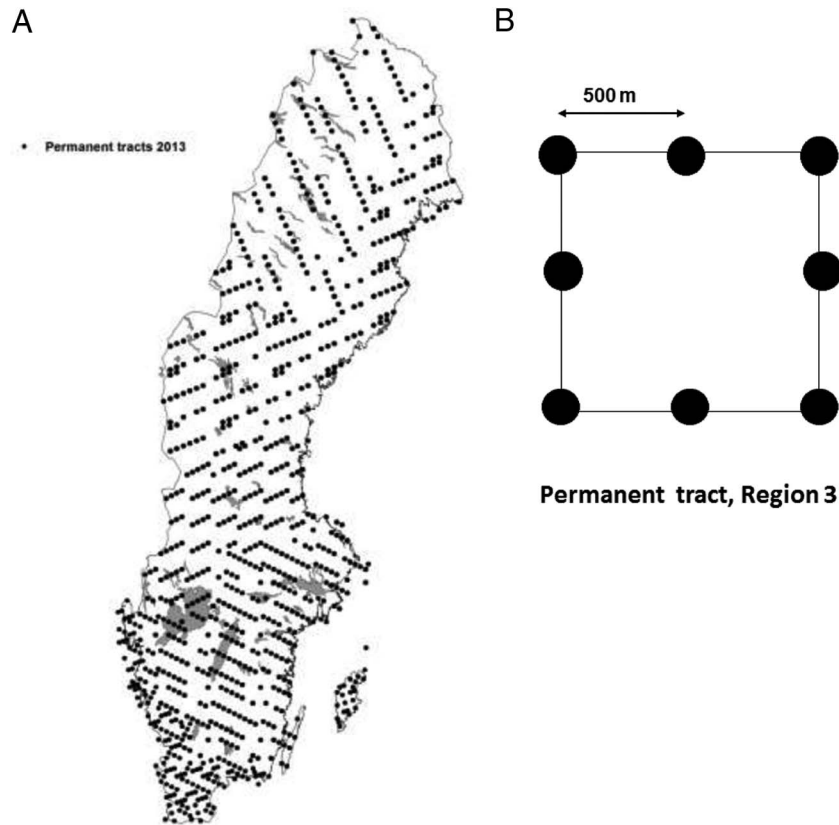 A
B
500 m
Permanent tracts 2013
Permanent tract, Region 3